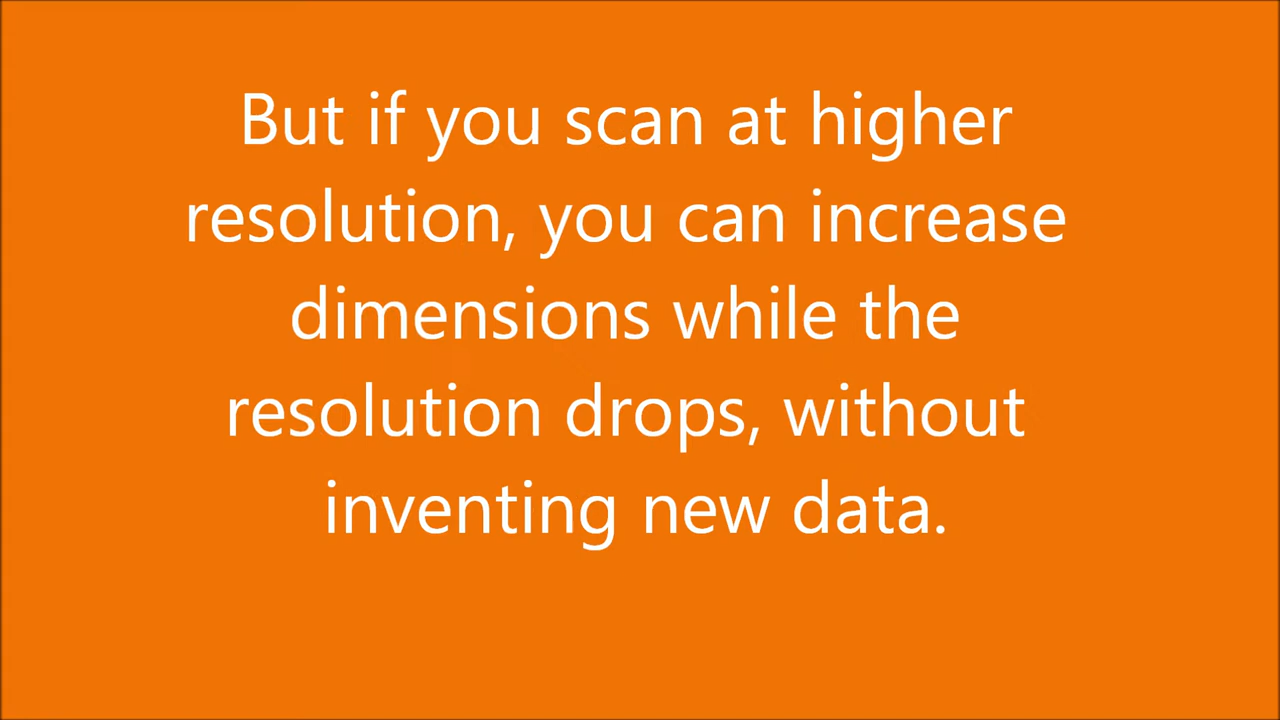 But if you scan at higher
resolution, you can increase
dimensions while the
resolution drops, without
inventing new data.